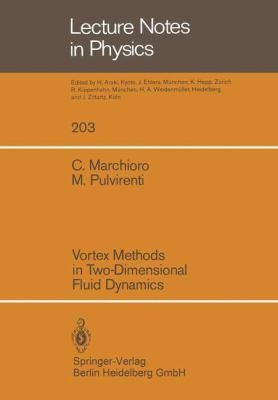 Lecture Notes
in Physics
Edited by H. Araki, Kyoto, J. Ehlers, München, K. Hepp, Zürich
R. Kippenhahn, München, H. A. Weidenmüller, Heidelberg
and J. Zittartz, Köln
203
C. Marchioro
M. Pulvirenti
Vortex Methods
in Two-Dimensional
Fluid Dynamics
Springer-Verlag
Berlin Heidelberg GmbH